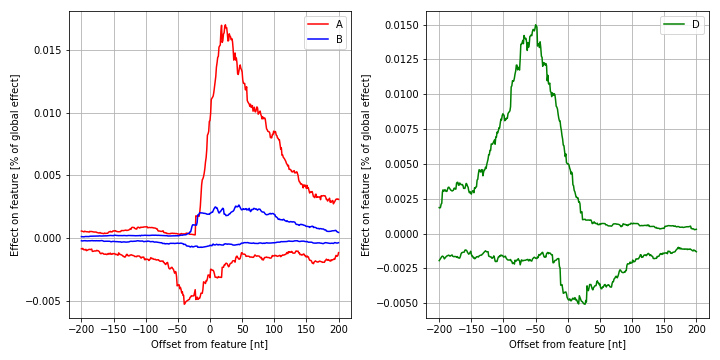 Effect on feature [% of global effect]
0.015
0.010
0.005
0.000
−0.005
−200 −150 −100 −50 0 50 100 150 200
Offset from feature [nt]
A
B
Effect on feature [% of global effect]
0.0150
0.0125
0.0100
0.0075
0.0050
0.0025
0.0000
−0.0025
−0.0050
−200 −150 −100 −50 0 50 100 150 200
Offset from feature [nt]
D